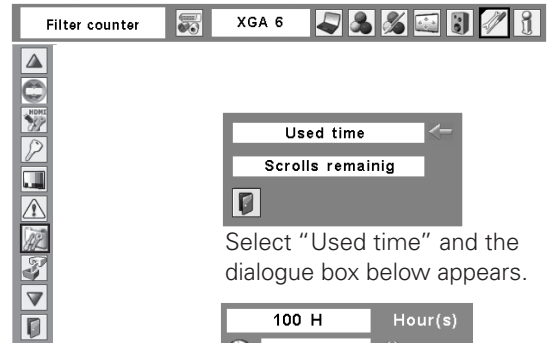 Filter counter
XGA 6
HDMI
Used time
Scrolls remainig
Select “Used time” and the
dialogue box below appears.
100 H Hour(s)